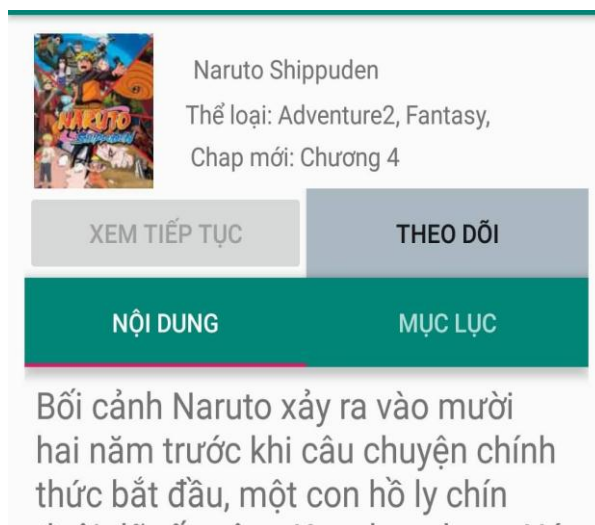 NARUTO
Naruto Shippuden
Thể loại: Adventure2, Fantasy,
Chap mới: Chương 4
XEM TIẾP TỤC
THEO DÕI
NỘI DUNG
MỤC LỤC
Bối cảnh Naruto xảy ra vào mười
hai năm trước khi câu chuyện chính
thức bắt đầu, một con hồ ly chín